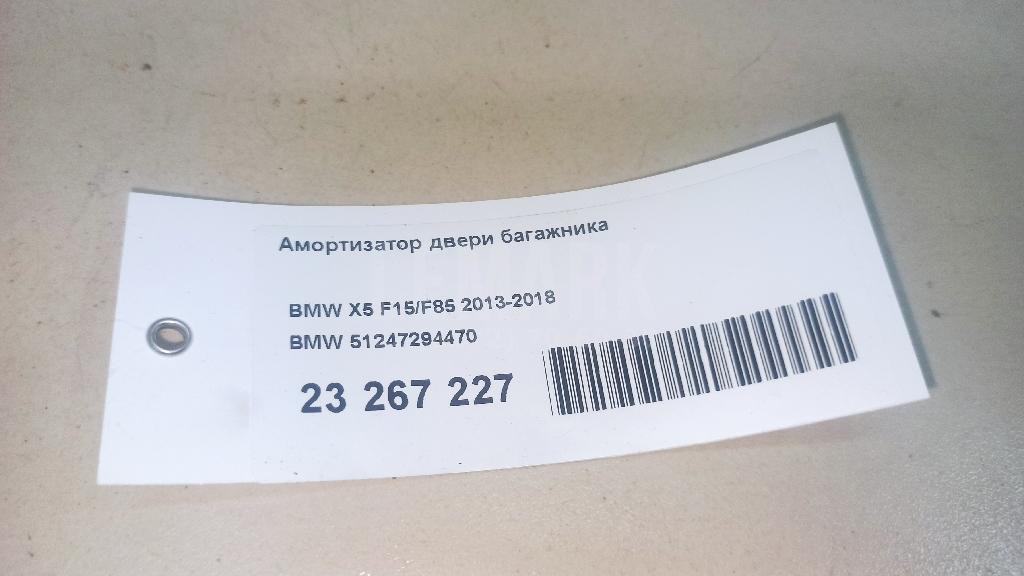 Амортизатор двери багажника
BMW X5 F15/F85 2013-2018
BMW 51247294470
23 267 227